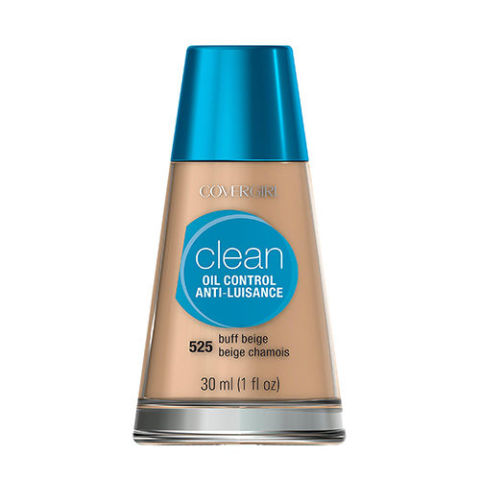 COVERGIRL
clean
OIL CONTROL
ANTI-LUISANCE
525 buff beige
beige chamois
30 ml (1 fl oz)